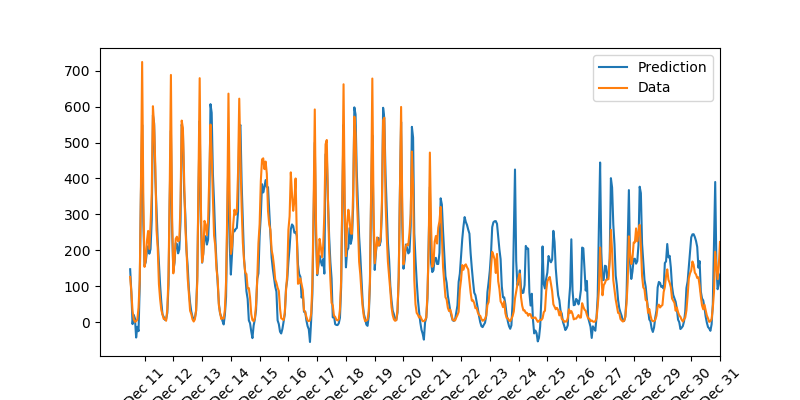 Prediction
Data
700
600
500
400
300
200
100
0
Dec 11
Dec 12
Dec 13
Dec 14
Dec 15
Dec 16
Dec 17
Dec 18
Dec 19
Dec 20
Dec 21
Dec 22
Dec 23
Dec 24
Dec 25
Dec 26
Dec 27
Dec 28
Dec 29
Dec 30
Dec 31